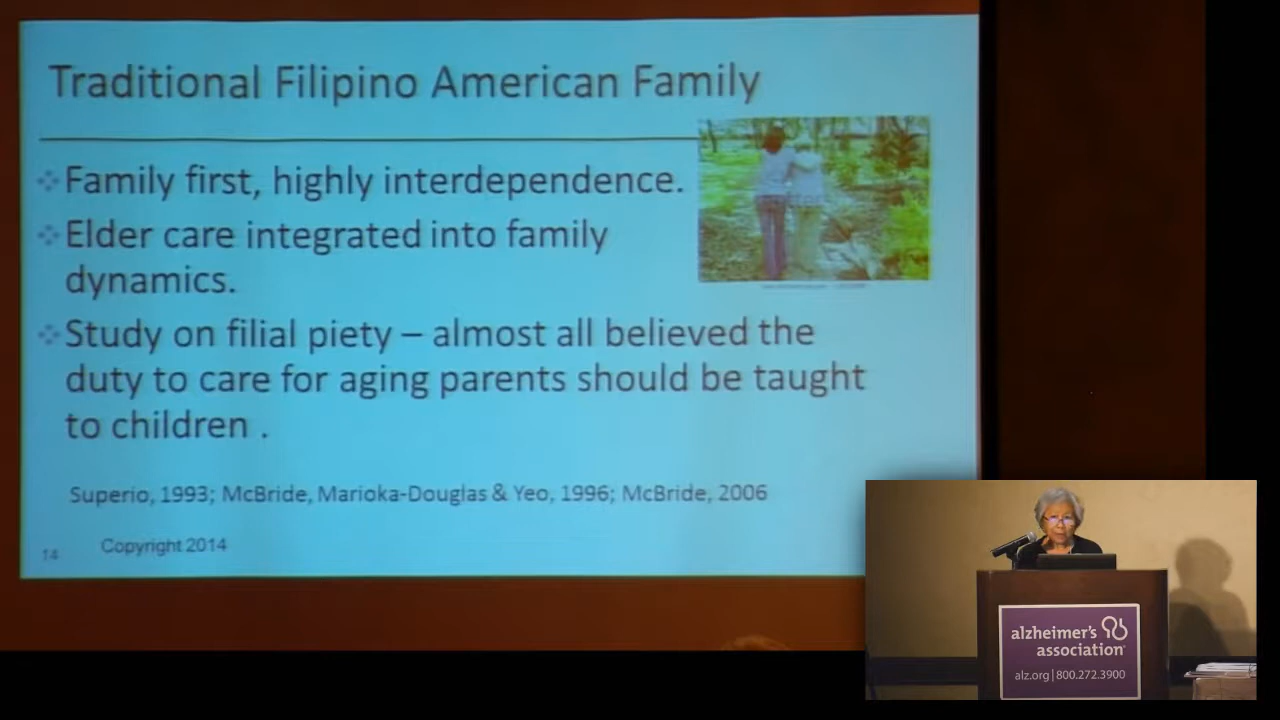 Traditional Filipino American Family
Family first, highly interdependence.
Elder care integrated into family
dynamics.
Study on filial piety – almost all believed the
duty to care for aging parents should be taught
to children .
Superio, 1993; McBride, Marioka-Douglas & Yeo, 1996; McBride, 2006
14
Copyright 2014
alzheimer's
association
alz.org | 800.272.3900